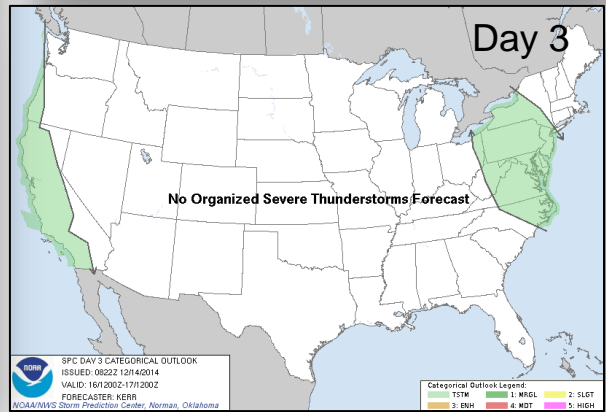 Day 3
No Organized Severe Thunderstorms Forecast
NOAA
SPC DAY 3 CATEGORICAL OUTLOOK
ISSUED: 0822Z 12/14/2014
VALID: 16/1200Z-17/1200Z
FORECASTER: KERR
NOAA/NWS Storm Prediction Center, Norman, Oklahoma
Categorical Outlook Legend:
TSTM 1: MRGL 2: SLGT
3: ENH 4: MDT 5: HIGH